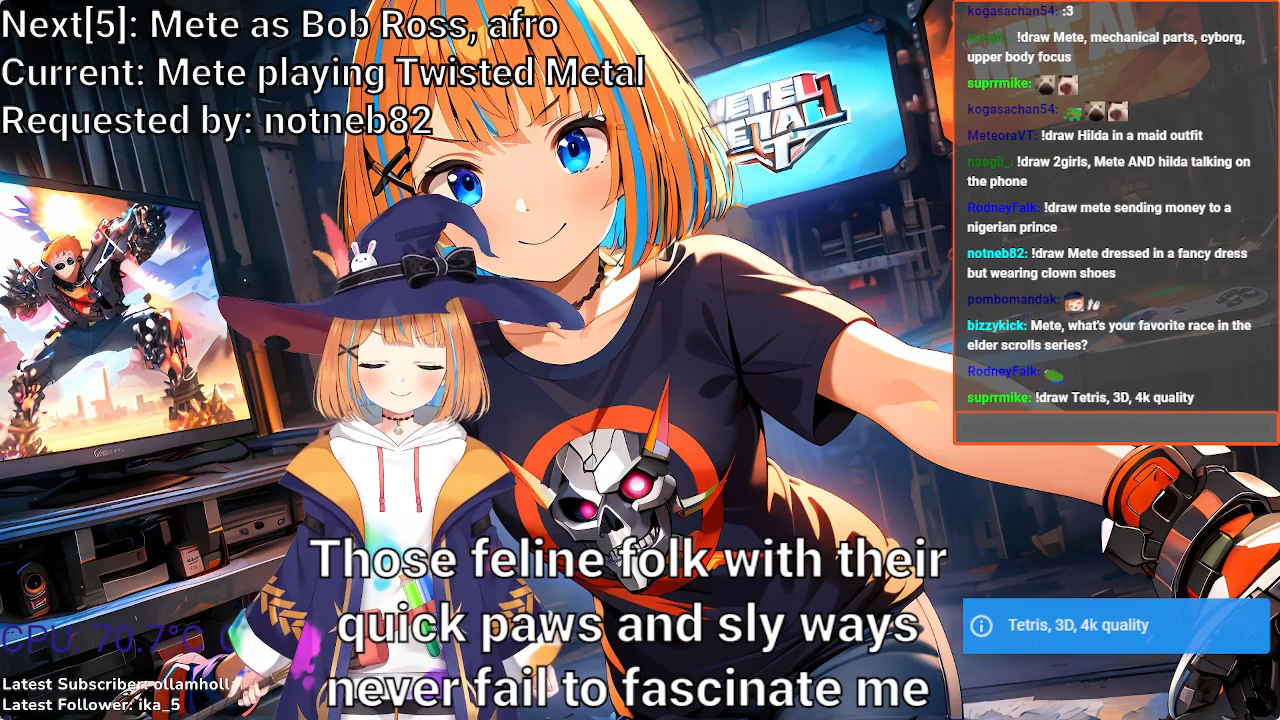 Next[5]: Mete as Bob Ross, afro
Current: Mete playing Twisted Metal
Requested by: notneb82
kogasachan54: :3
!draw Mete, mechanical parts, cyborg,
upper body focus
suprrmike:
kogasachan54:
MeteoraVT: !draw Hilda in a maid outfit
naegii_: !draw 2girls, Mete AND hilda talking on
the phone
RodneyFalk: !draw mete sending money to a
nigerian prince
notneb82: !draw Mete dressed in a fancy dress
but wearing clown shoes
pombomandak:
bizzykick: Mete, what's your favorite race in the
elder scrolls series?
RodneyFalk:
suprrmike: !draw Tetris, 3D, 4k quality
Tetris, 3D, 4k quality
Those feline folk with their
quick paws and sly ways
never fail to fascinate me
CPU: 70.7°C
Latest Subscriber: ollamholl
Latest Follower: ika_5